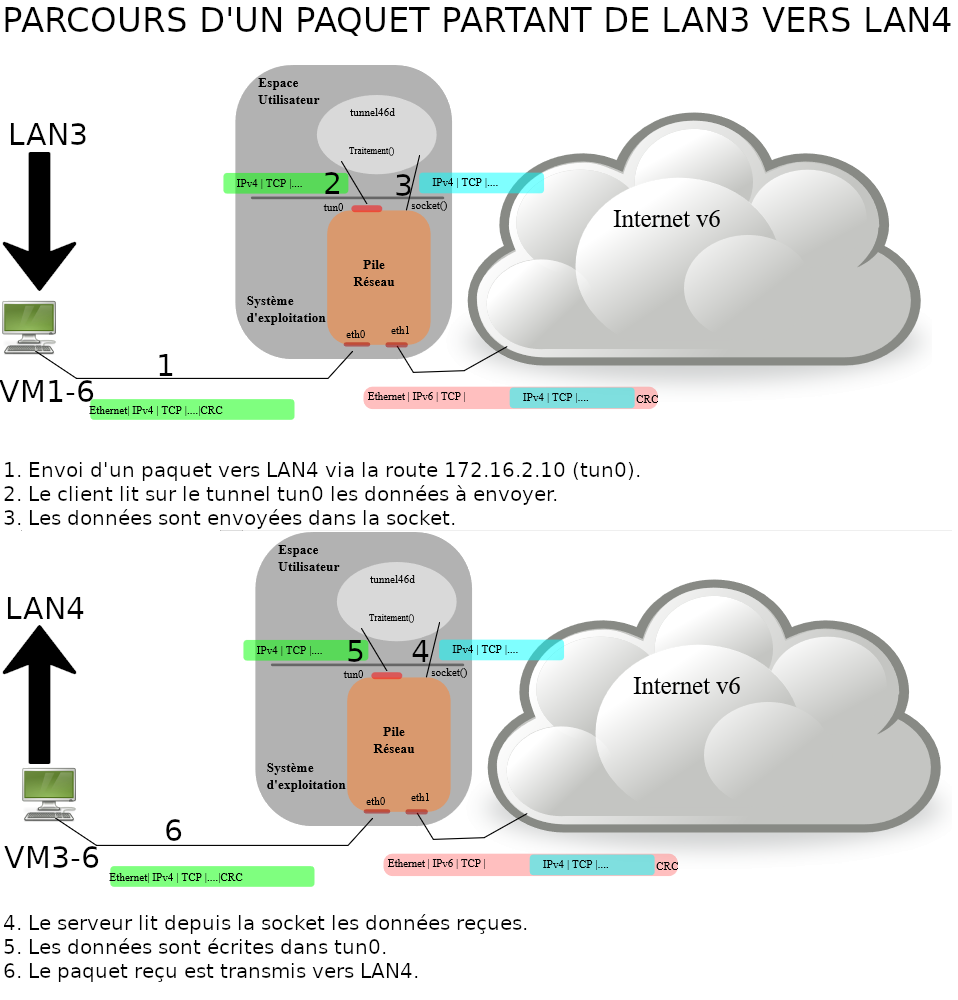 PARCOURS D'UN PAQUET PARTANT DE LAN3 VERS LAN4
Espace
Utilisateur
tunnel46d
LAN3
Traitement()
IPv4 | TCP |....
2
3
IPv4 | TCP |....
tun0
socket()
Internet v6
Pile
Réseau
Système
d'exploitation
eth0
eth1
1
VM1-6
Ethernet| IPv4 | TCP |....|CRC
Ethernet | IPv6 | TCP |
IPv4 | TCP |....
CRC
1. Envoi d'un paquet vers LAN4 via la route 172.16.2.10 (tun0).
2. Le client lit sur le tunnel tun0 les données à envoyer.
3. Les données sont envoyées dans la socket.
Espace
Utilisateur
tunnel46d
LAN4
Traitement()
IPv4 | TCP |....
5
4
IPv4 | TCP |....
tun0
socket()
Internet v6
Pile
Réseau
Système
d'exploitation
eth0
eth1
6
VM3-6
Ethernet| IPv4 | TCP |....|CRC
Ethernet | IPv6 | TCP |
IPv4 | TCP |....
CRC
4. Le serveur lit depuis la socket les données reçues.
5. Les données sont écrites dans tun0.
6. Le paquet reçu est transmis vers LAN4.